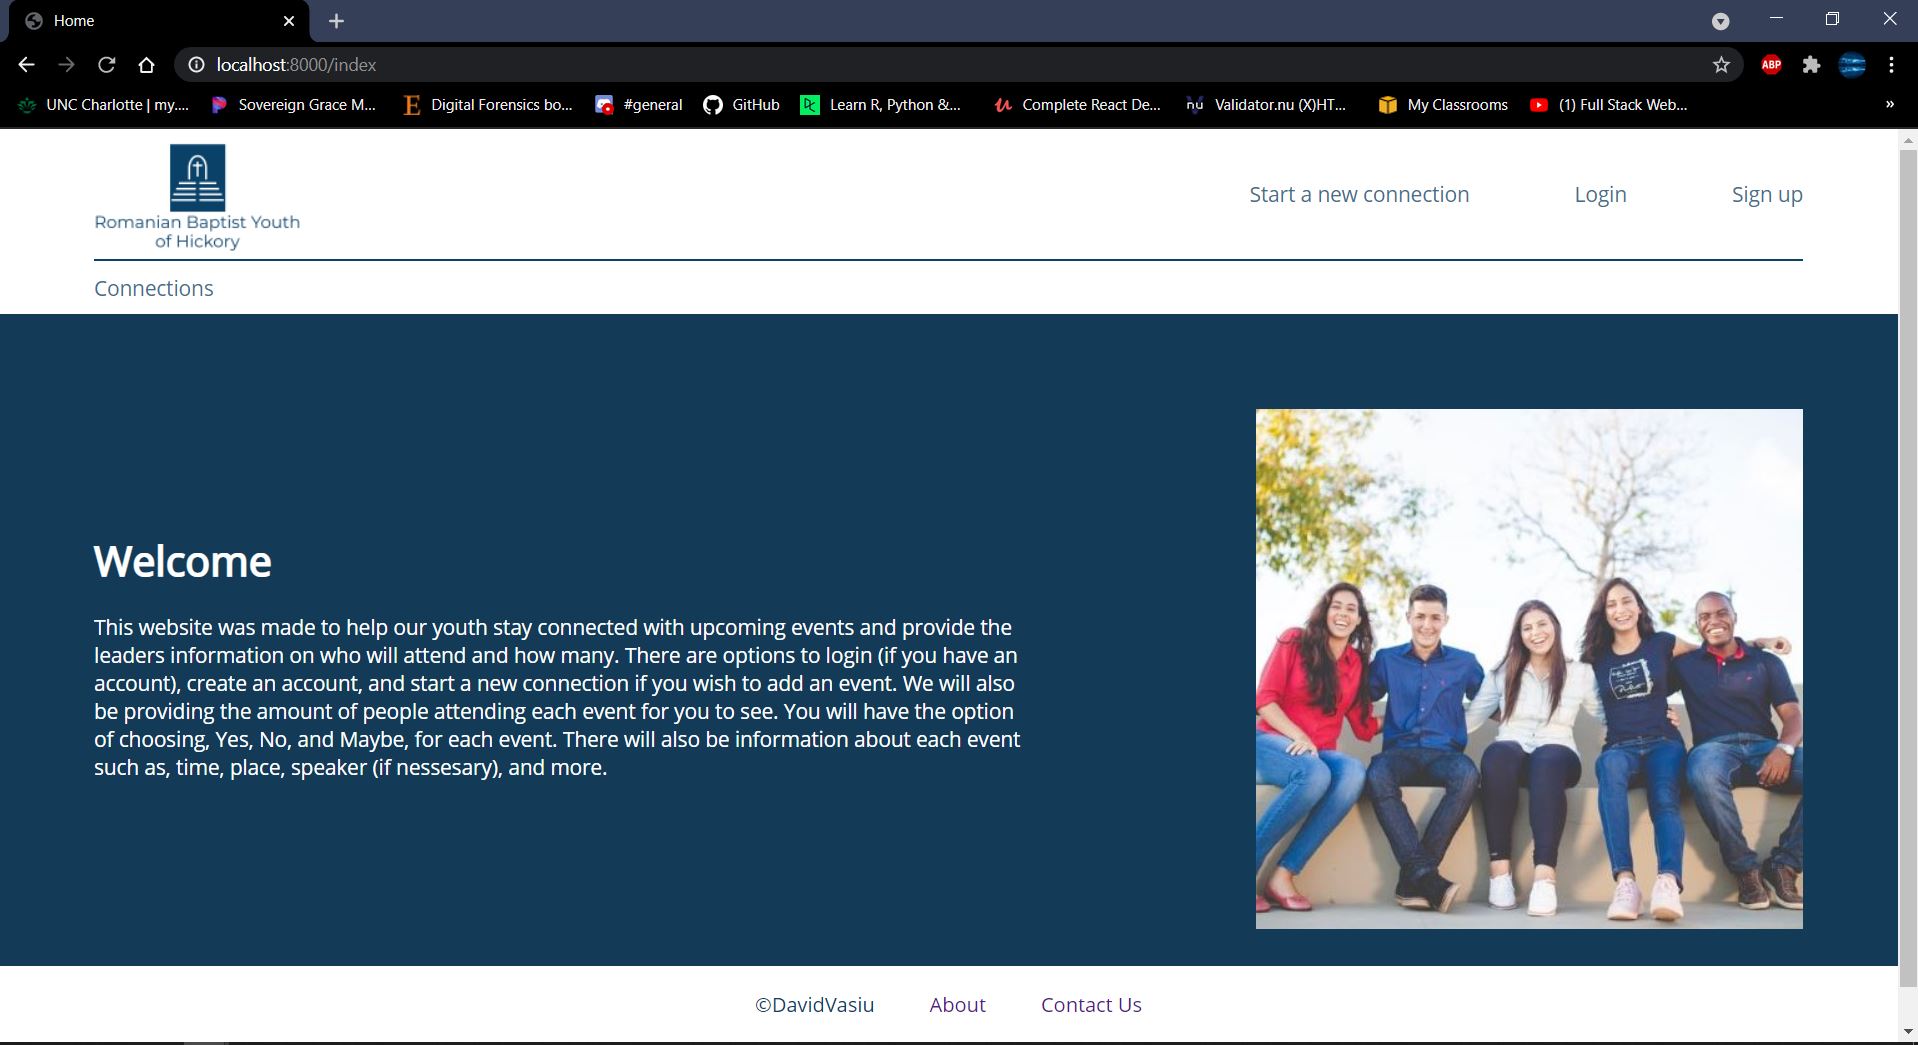 Home
localhost:8000/index
ABP
UNC Charlotte | my....
Sovereign Grace M...
Digital Forensics bo...
#general
GitHub
Learn R, Python &...
Complete React De...
nu Validator.nu (X)HT...
My Classrooms
(1) Full Stack Web...
»
Romanian Baptist Youth
of Hickory
Start a new connection
Login
Sign up
Connections
Welcome
This website was made to help our youth stay connected with upcoming events and provide the
leaders information on who will attend and how many. There are options to login (if you have an
account), create an account, and start a new connection if you wish to add an event. We will also
be providing the amount of people attending each event for you to see. You will have the option
of choosing, Yes, No, and Maybe, for each event. There will also be information about each event
such as, time, place, speaker (if nessesary), and more.
©DavidVasiu
About
Contact Us